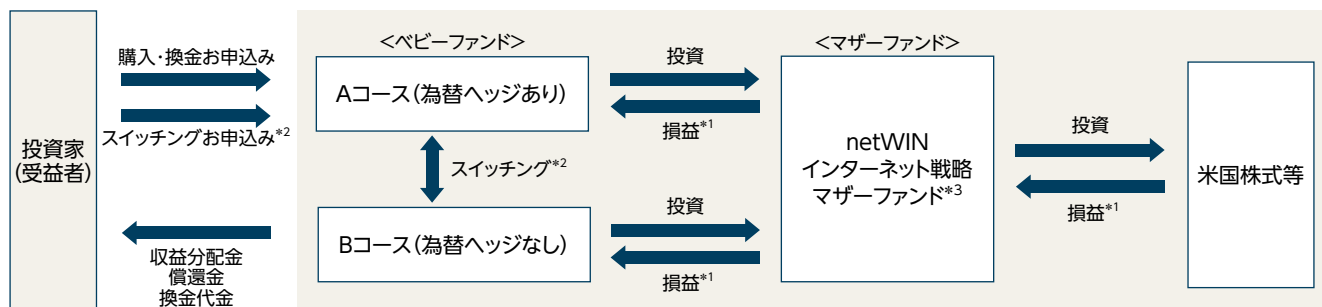 投資家
(受益者)
購入・換金お申込み
スイッチングお申込み*2
収益分配金
償還金
換金代金
<ベビーファンド>
Aコース(為替ヘッジあり)
スイッチング*2
Bコース(為替ヘッジなし)
投資
損益*1
投資
損益*1
<マザーファンド>
netWIN
インターネット戦略
マザーファンド*3
投資
損益*1
米国株式等